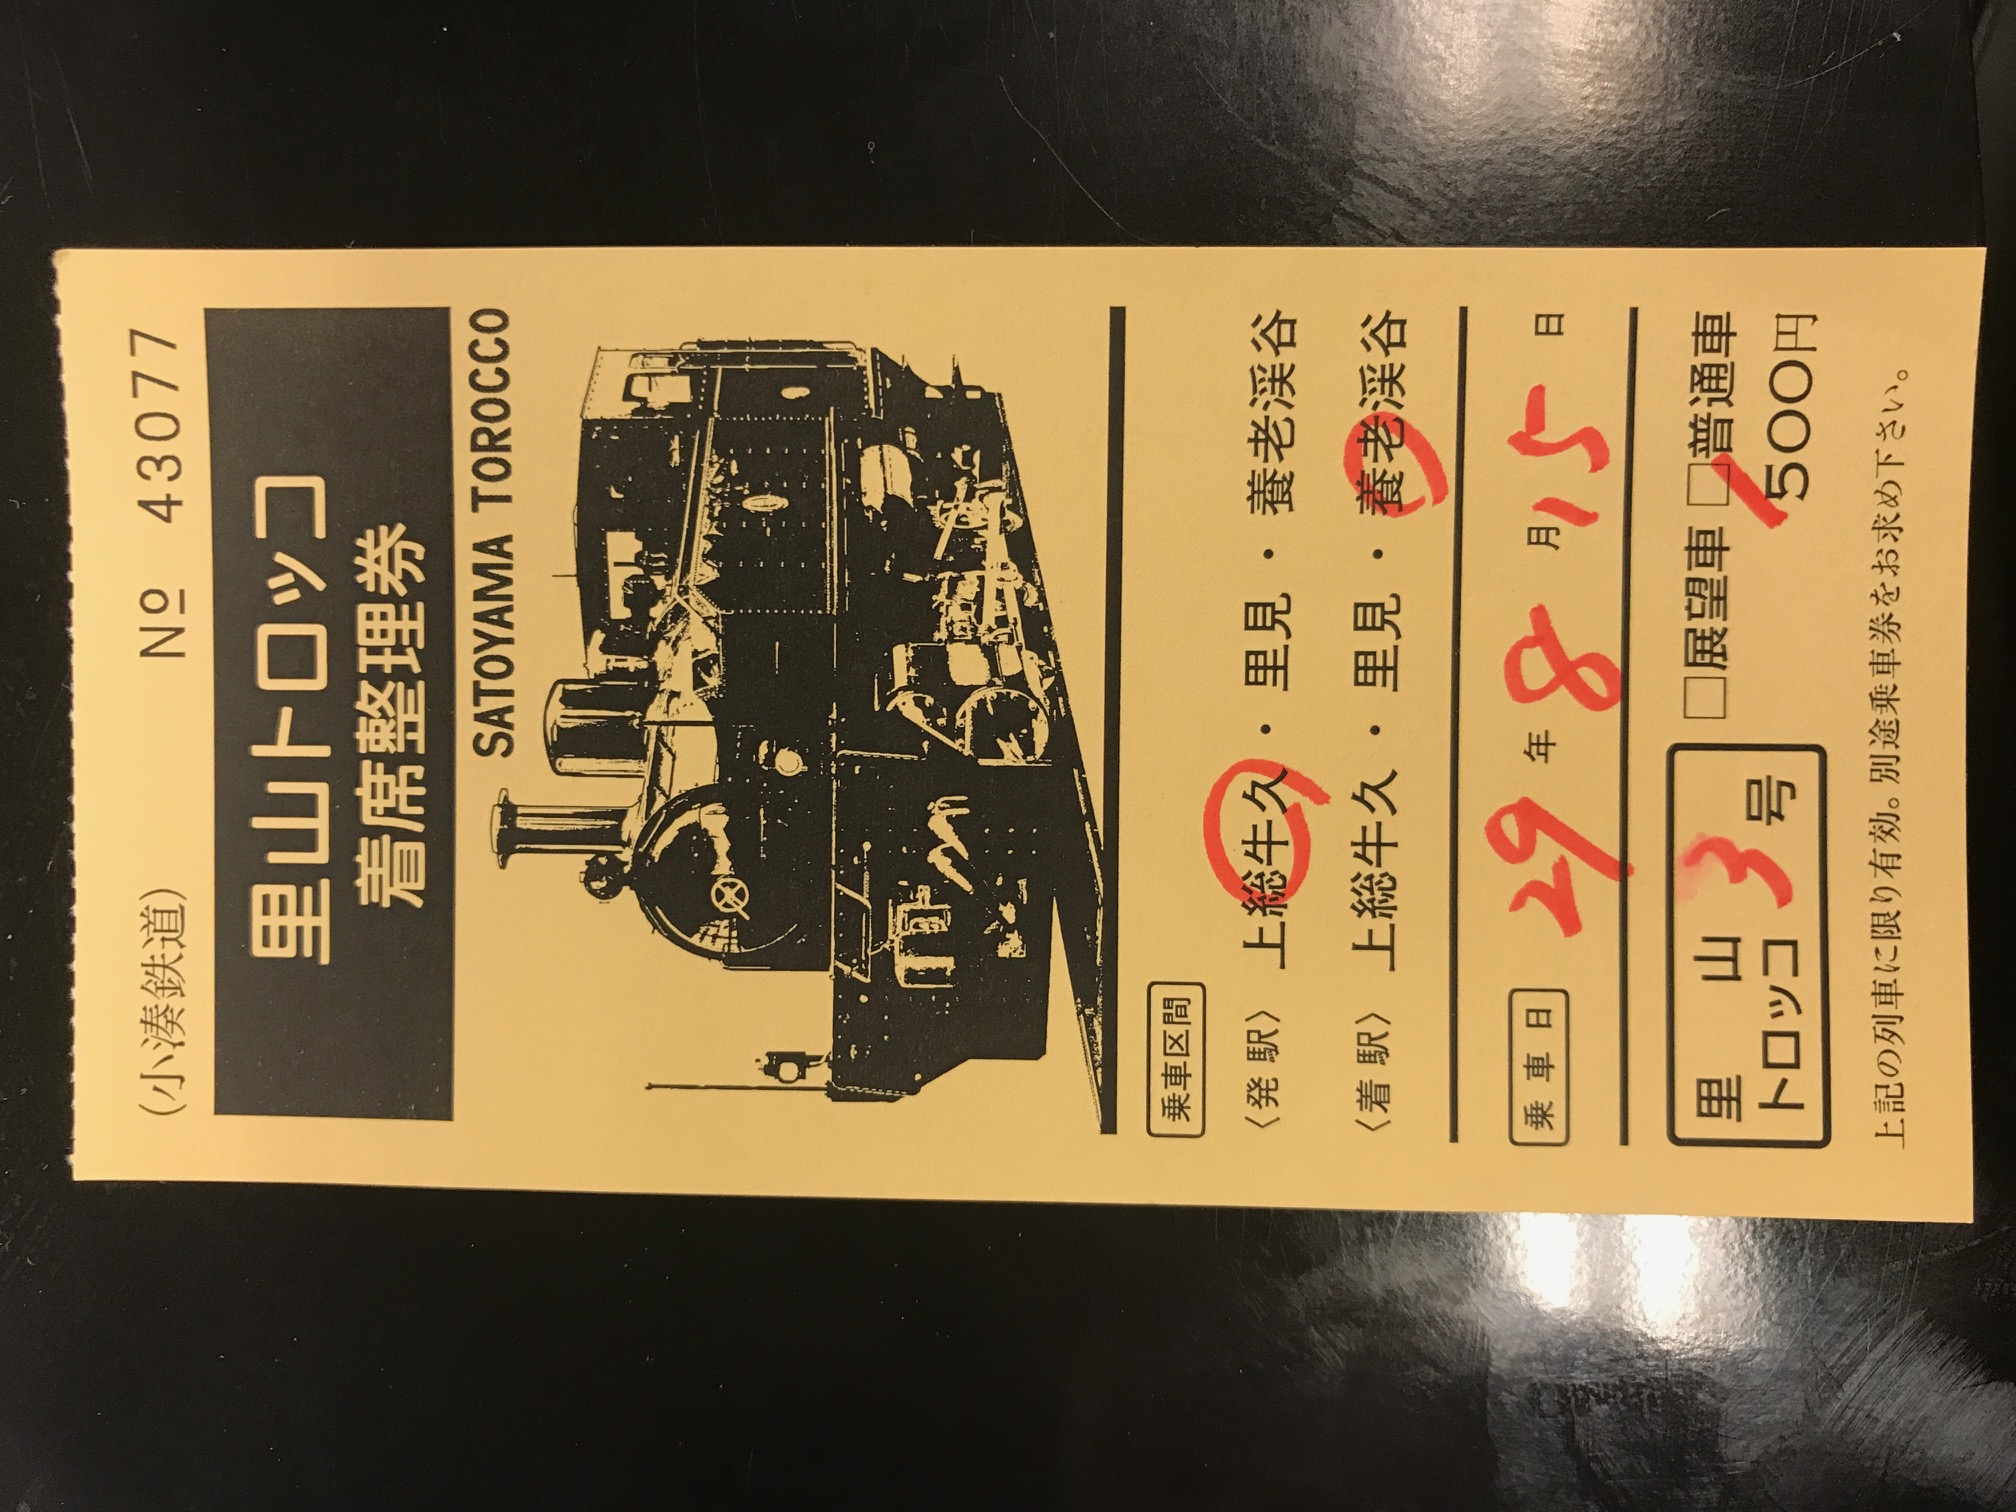 (小湊鉄道) № 43077
里山トロッコ
着席整理券
SATOYAMA TOROCCO
乗車区間
〈発駅〉 上総牛久・里見・養老渓谷
〈着駅〉 上総牛久・里見・養老渓谷
乗車日 29年8月15日
里山トロッコ 3号
□展望車 □普通車
500円
上記の列車に限り有効。別途乗車券をお求め下さい。